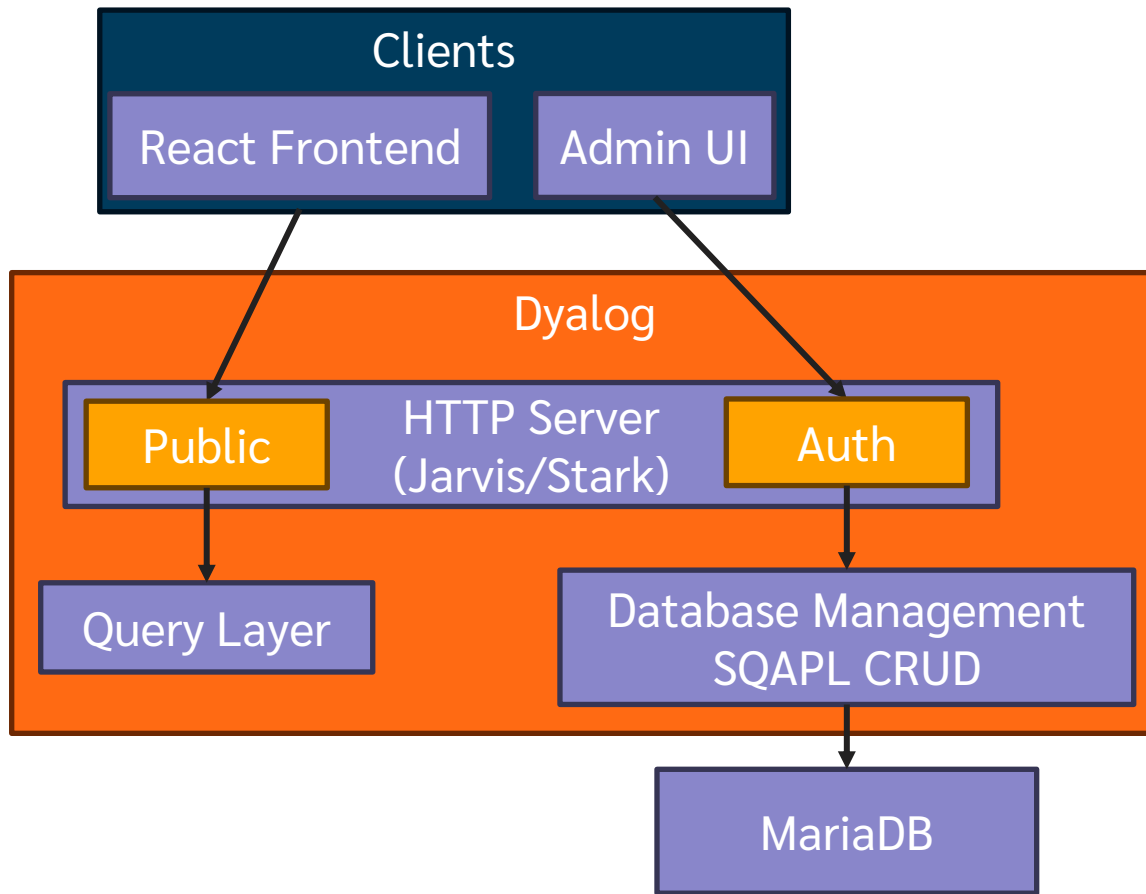 Clients
React Frontend
Admin UI
Dyalog
HTTP Server
(Jarvis/Stark)
Public
Auth
Query Layer
Database Management
SQAPL CRUD
MariaDB